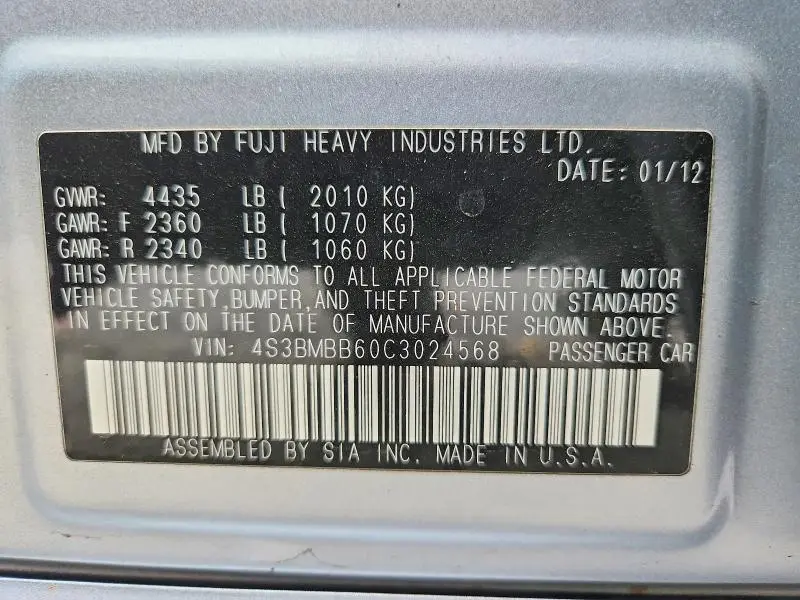 MFD BY FUJI HEAVY INDUSTRIES LTD.
DATE: 01/12
GVWR: 4435 LB ( 2010 KG)
GAWR: F 2360 LB ( 1070 KG)
GAWR: R 2340 LB ( 1060 KG)
THIS VEHICLE CONFORMS TO ALL APPLICABLE FEDERAL MOTOR
VEHICLE SAFETY, BUMPER, AND THEFT PREVENTION STANDARDS
IN EFFECT ON THE DATE OF MANUFACTURE SHOWN ABOVE.
VIN: 4S3BMBB60C3024568 PASSENGER CAR
ASSEMBLED BY SIA INC. MADE IN U.S.A.